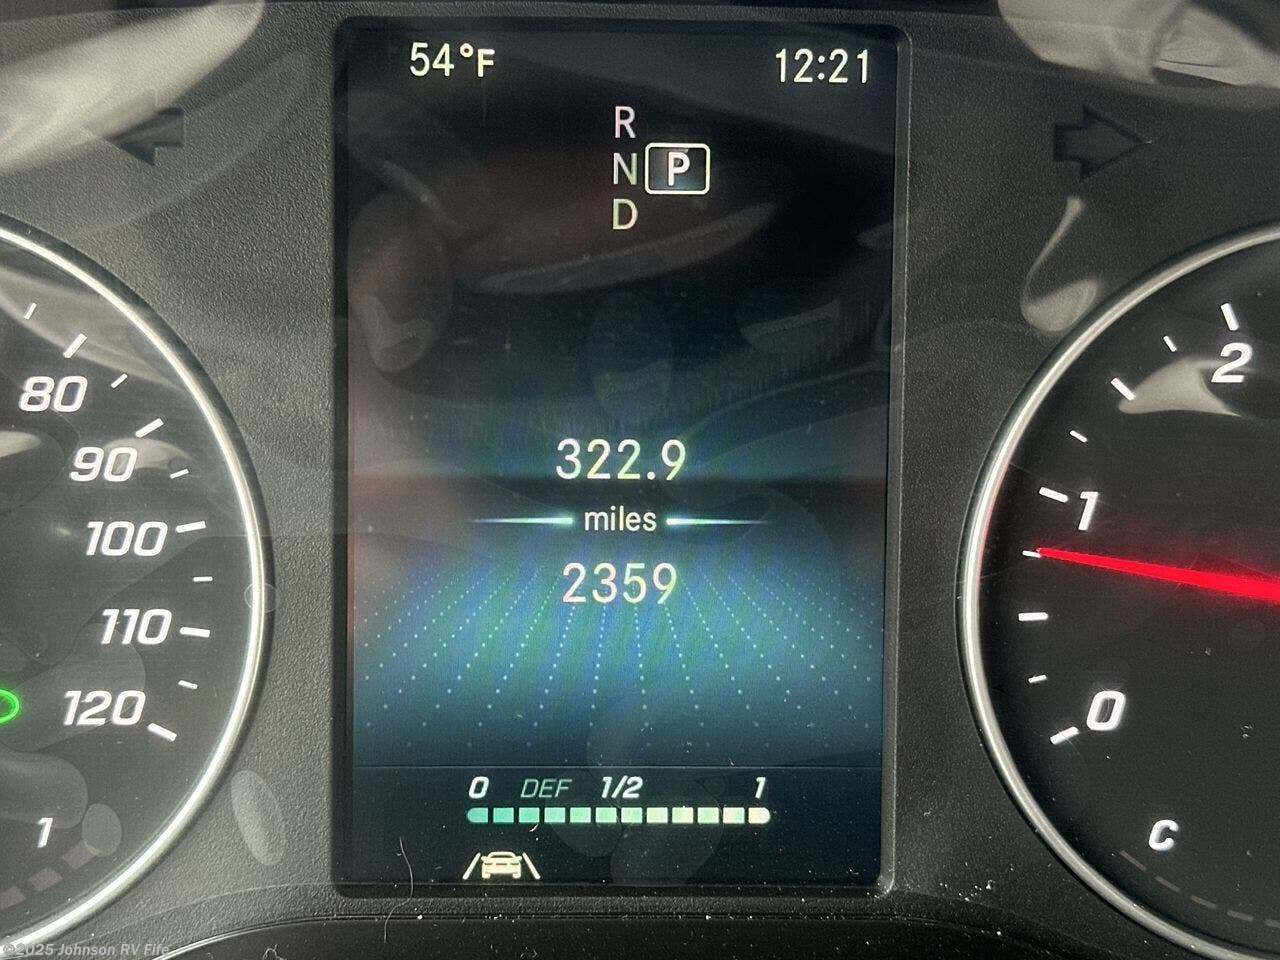 54°F 12:21
R
N P
D
80
90
100
110
120
1
322.9
miles
2359
0 DEF 1/2 1
2
1
0
C
©2025 Johnson RV Fife